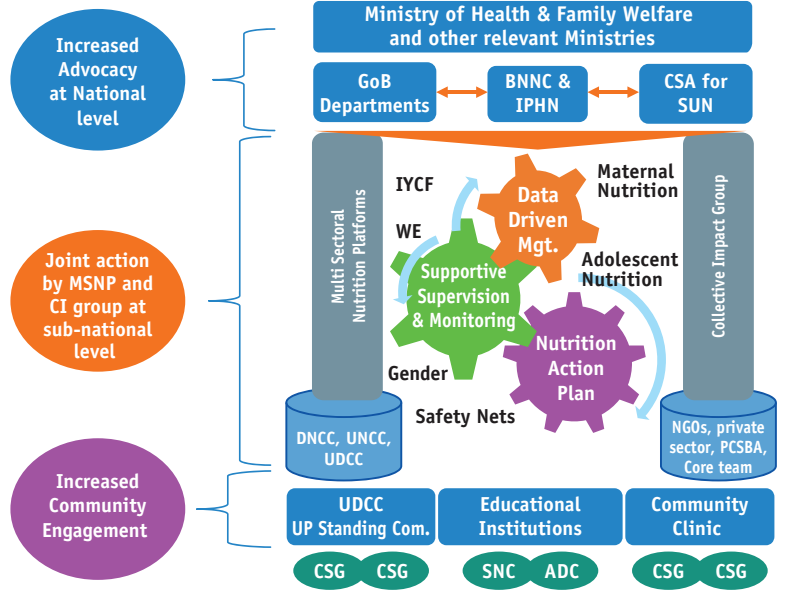 Increased
Advocacy
at National
level
Ministry of Health & Family Welfare
and other relevant Ministries
GoB
Departments
BNNC &
IPHN
CSA for
SUN
Joint action
by MSNP and
CI group at
sub-national
level
Multi Sectoral
Nutrition Platforms
IYCF
WE
Data
Driven
Mgt.
Maternal
Nutrition
Supportive
Supervision
& Monitoring
Adolescent
Nutrition
Nutrition
Action
Plan
Gender
Safety Nets
Collective Impact Group
DNCC, UNCC,
UDCC
NGOs, private
sector, PCSBA,
Core team
Increased
Community
Engagement
UDCC
UP Standing Com.
Educational
Institutions
Community
Clinic
CSG
CSG
SNC
ADC
CSG
CSG